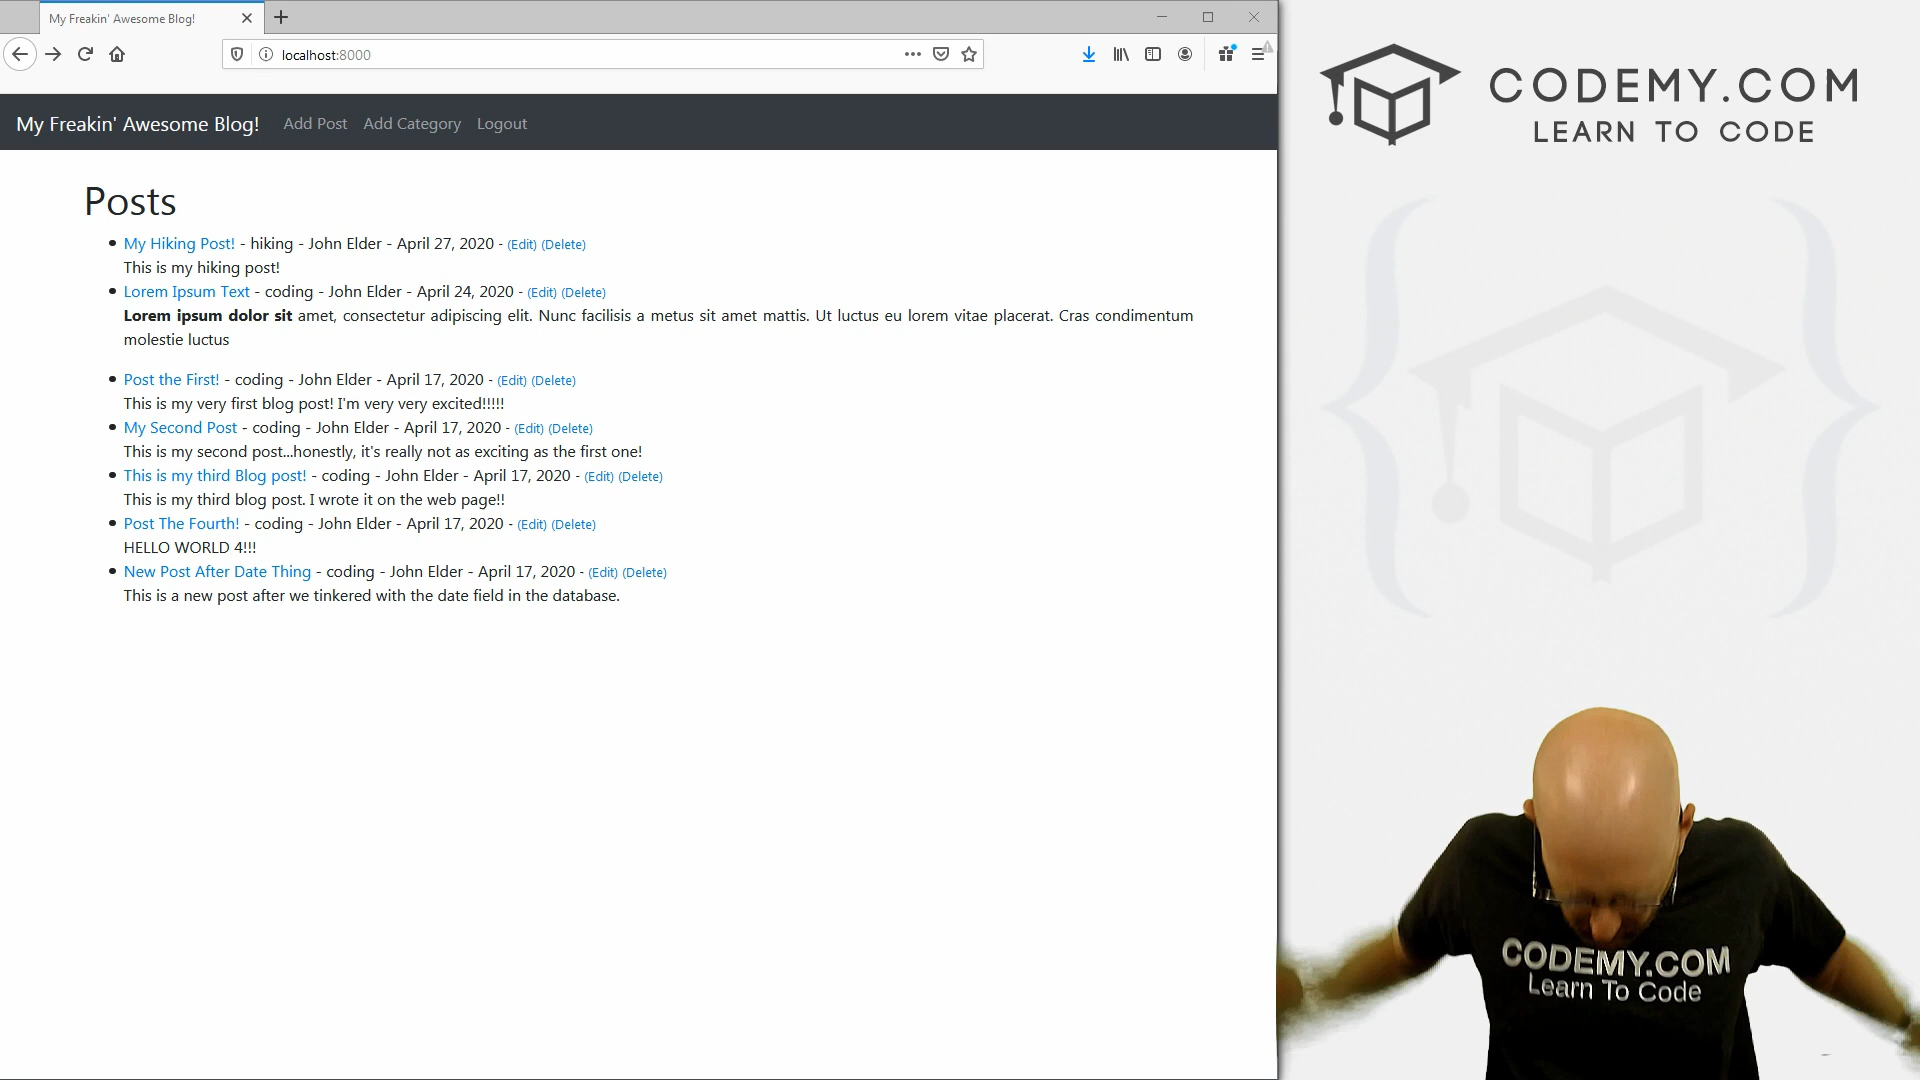 My Freakin' Awesome Blog!
localhost:8000
My Freakin' Awesome Blog! Add Post Add Category Logout
Posts
My Hiking Post! - hiking - John Elder - April 27, 2020 - (Edit) (Delete)
This is my hiking post!
Lorem Ipsum Text - coding - John Elder - April 24, 2020 - (Edit) (Delete)
Lorem ipsum dolor sit amet, consectetur adipiscing elit. Nunc facilisis a metus sit amet mattis. Ut luctus eu lorem vitae placerat. Cras condimentum
molestie luctus
Post the First! - coding - John Elder - April 17, 2020 - (Edit) (Delete)
This is my very first blog post! I'm very very excited!!!!!
My Second Post - coding - John Elder - April 17, 2020 - (Edit) (Delete)
This is my second post...honestly, it's really not as exciting as the first one!
This is my third Blog post! - coding - John Elder - April 17, 2020 - (Edit) (Delete)
This is my third blog post. I wrote it on the web page!!
Post The Fourth! - coding - John Elder - April 17, 2020 - (Edit) (Delete)
HELLO WORLD 4!!!
New Post After Date Thing - coding - John Elder - April 17, 2020 - (Edit) (Delete)
This is a new post after we tinkered with the date field in the database.
CODEMY.COM
LEARN TO CODE
CODEMY.COM
Learn To Code